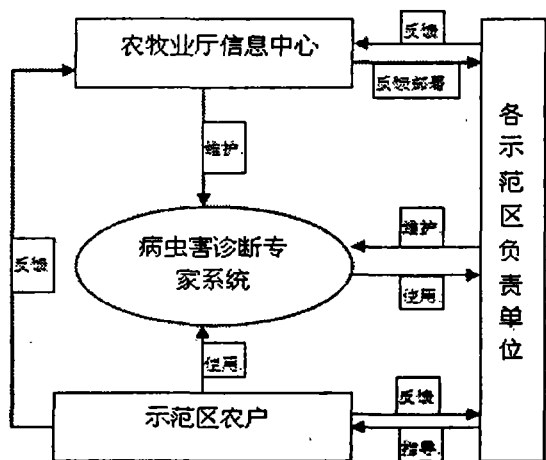 反馈
农牧业厅信息中心
反馈部署
各示范区负责单位
维护
维护
病虫害诊断专
家系统
反馈
使用
使用
反馈
示范区农户
指导